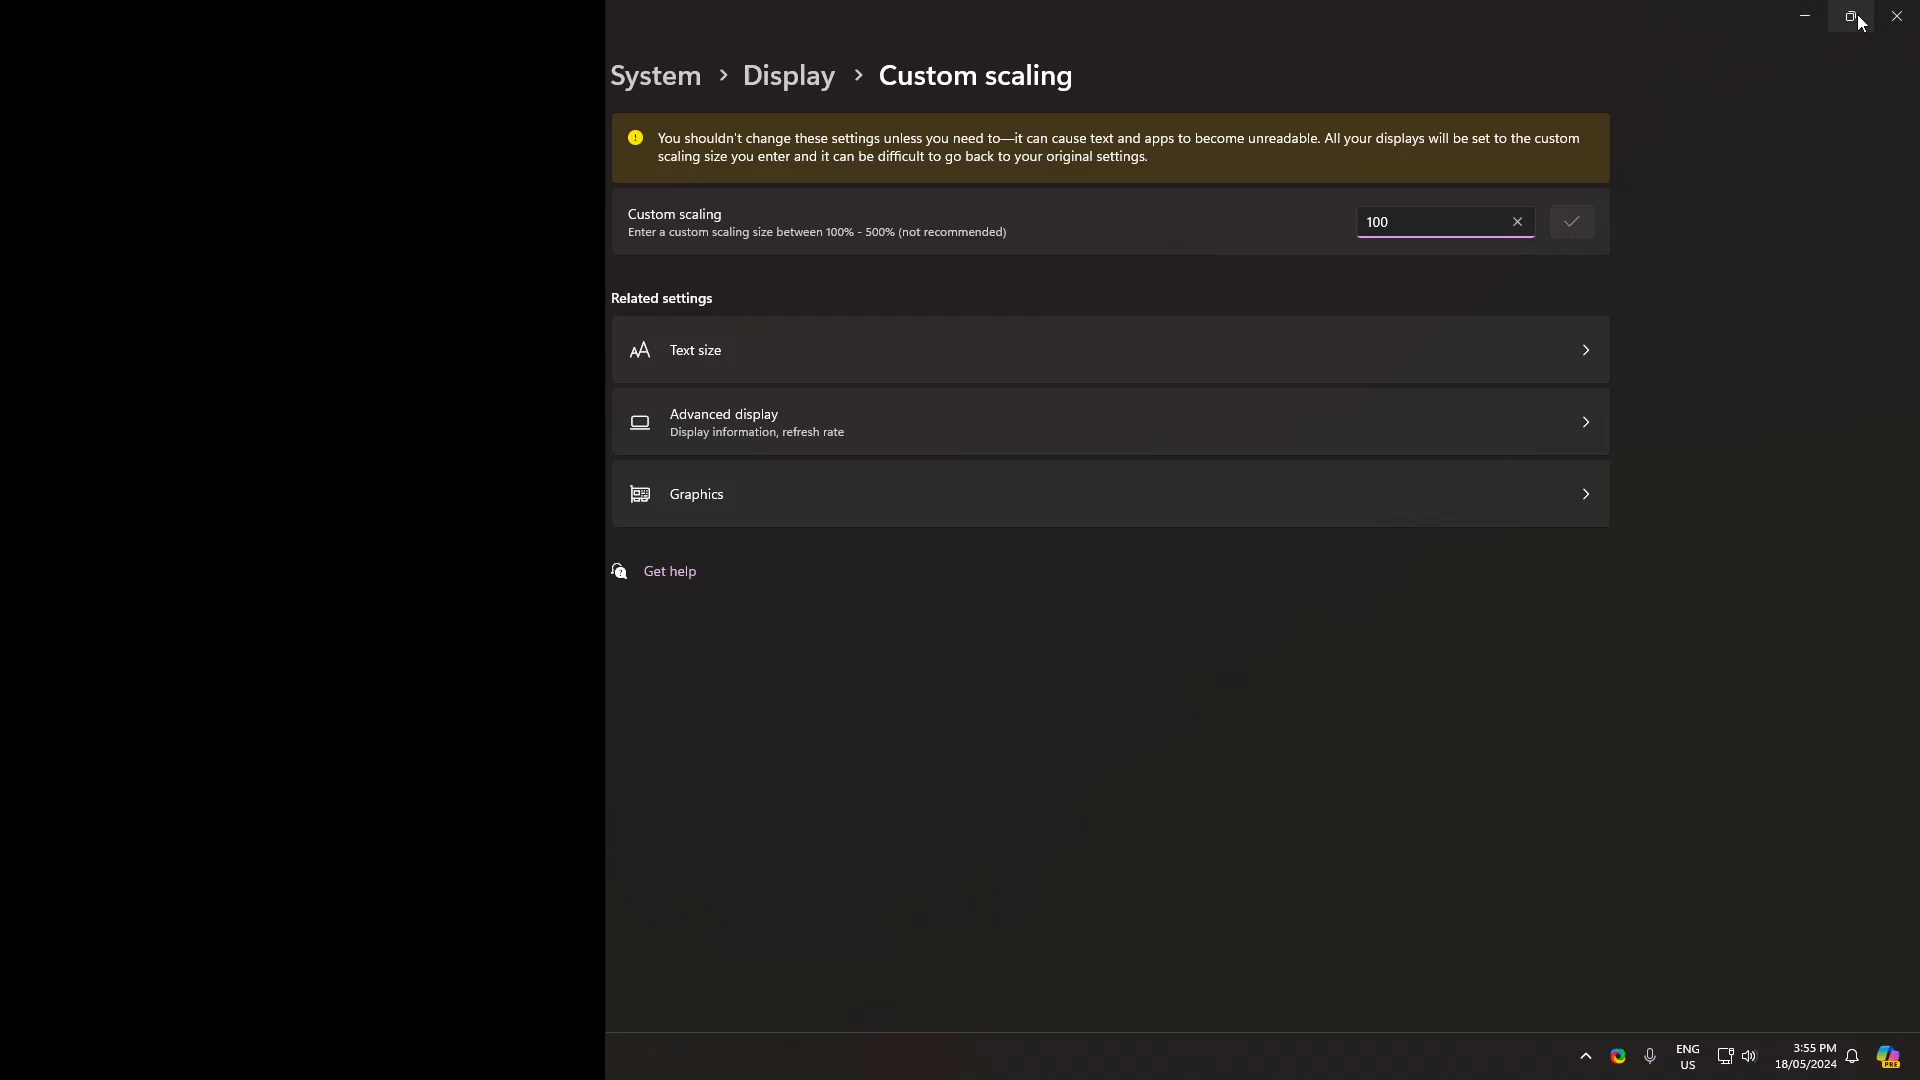 System > Display > Custom scaling
You shouldn't change these settings unless you need to—it can cause text and apps to become unreadable. All your displays will be set to the custom
scaling size you enter and it can be difficult to go back to your original settings.
Custom scaling
Enter a custom scaling size between 100% - 500% (not recommended)
100
Related settings
Text size
Advanced display
Display information, refresh rate
Graphics
Get help
ENG
US
3:55 PM
18/05/2024
PRE